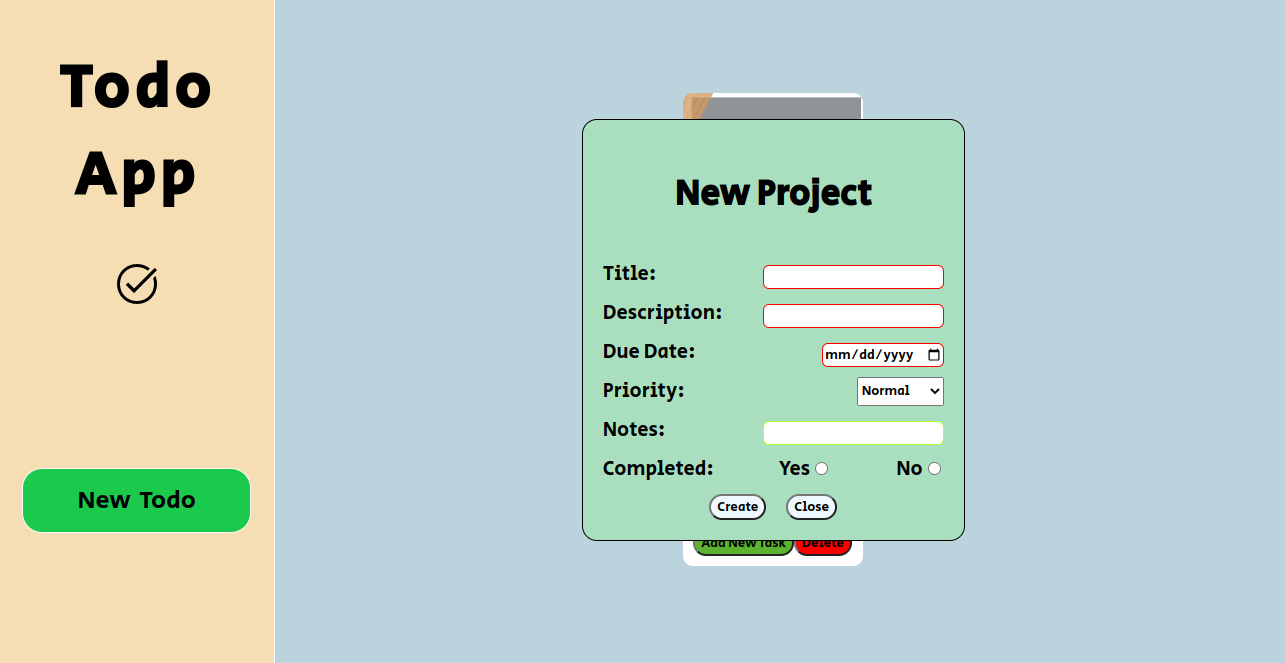 Todo
App
New Todo
New Project
Title:
Description:
Due Date:
mm/dd/yyyy
Priority:
Normal
Notes:
Completed: Yes No
Create Close
Add New Task Delete